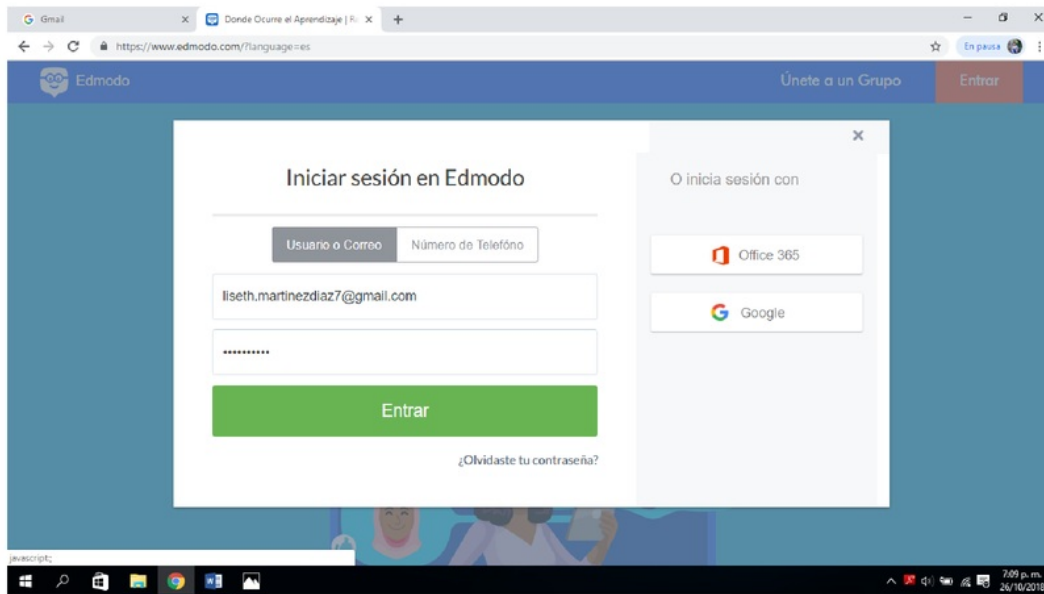 Gmail
Donde Ocurre el Aprendizaje | R
https://www.edmodo.com/?language=es
En pausa
Edmodo
Únete a un Grupo
Entrar
Iniciar sesión en Edmodo
O inicia sesión con
Usuario o Correo
Número de Telefóno
Office 365
liseth.martinezdiaz7@gmail.com
Google
Entrar
¿Olvidaste tu contraseña?
javascript:;
7:09 p. m.
26/10/2018